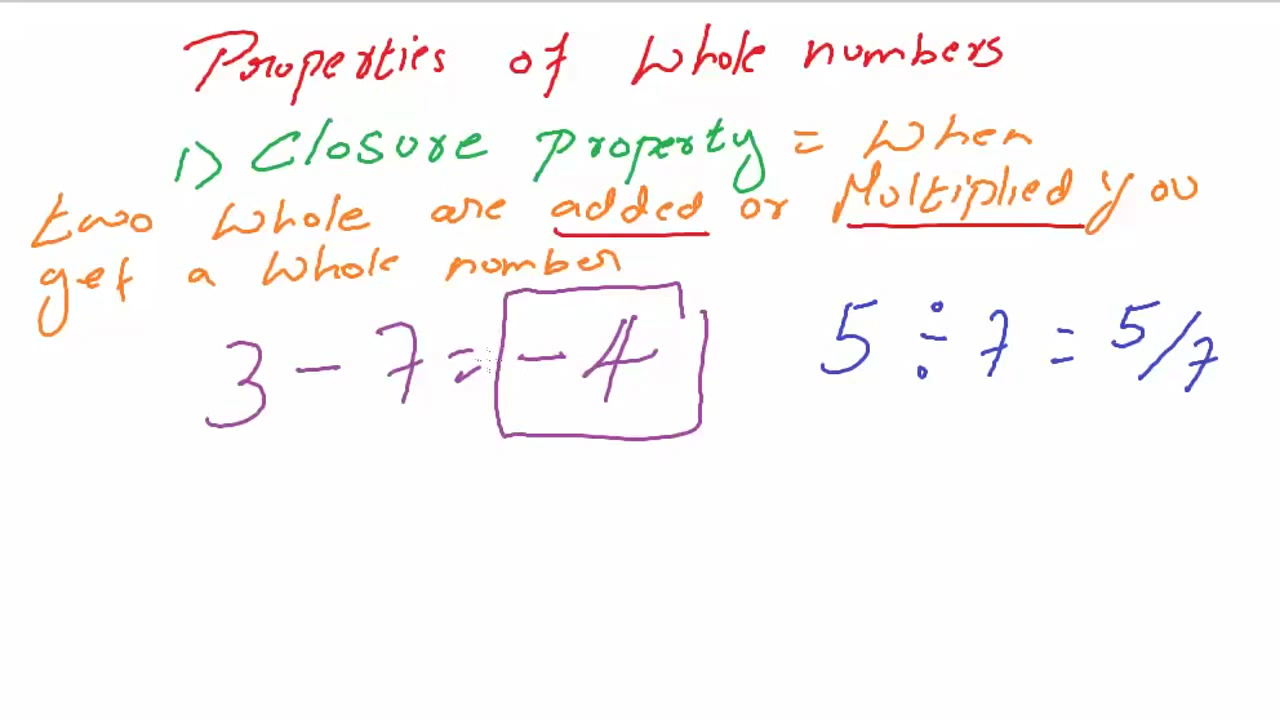 Properties of Whole numbers
1) Closure Property = When
two whole are added or Multiplied you
get a whole number
3 - 7 = - 4
5 ÷ 7 = 5/7